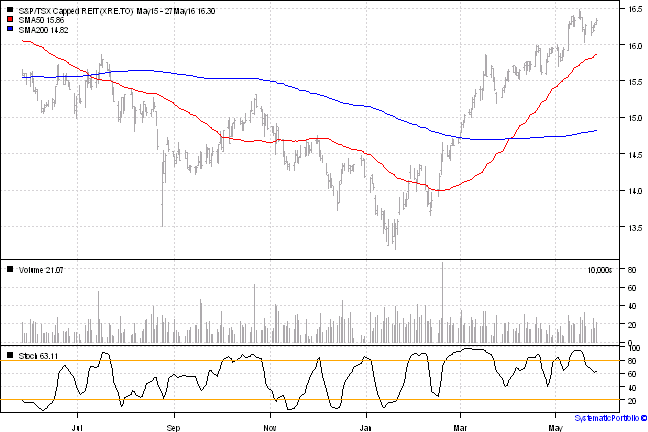 S&P/TSX Capped REIT (XRE.TO) May15 - 27May16 16.30
SMA50 15.86
SMA200 14.82
16.5
16.0
15.5
15.0
14.5
14.0
13.5
Volume 21.07
10,000s
80
60
40
20
0
Stoch 63.11
100
80
60
40
20
Jul
Sep
Nov
Jan
Mar
May
SystematicPortfolio ©